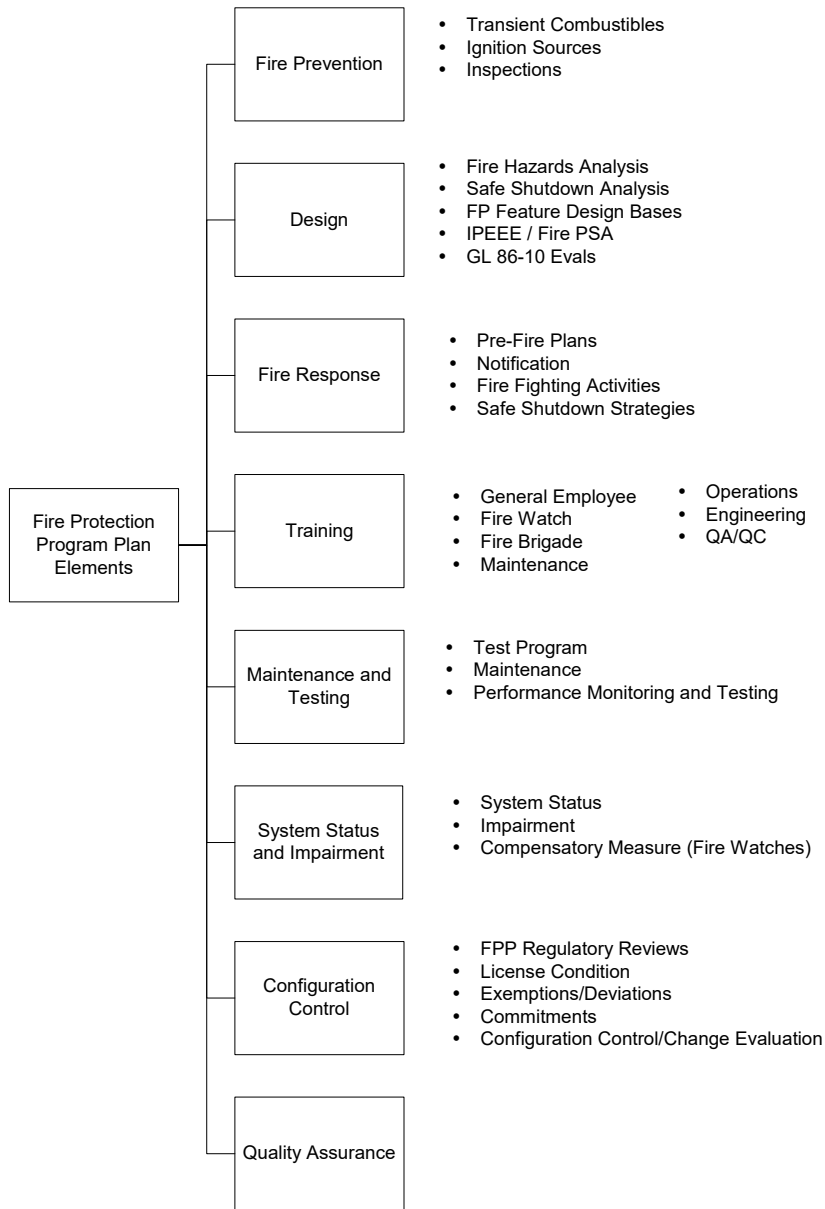 Fire Prevention
• Transient Combustibles
• Ignition Sources
• Inspections
Design
• Fire Hazards Analysis
• Safe Shutdown Analysis
• FP Feature Design Bases
• IPEEE / Fire PSA
• GL 86-10 Evals
Fire Response
• Pre-Fire Plans
• Notification
• Fire Fighting Activities
• Safe Shutdown Strategies
Fire Protection
Program Plan
Elements
Training
• General Employee
• Fire Watch
• Fire Brigade
• Maintenance
• Operations
• Engineering
• QA/QC
Maintenance and
Testing
• Test Program
• Maintenance
• Performance Monitoring and Testing
System Status
and Impairment
• System Status
• Impairment
• Compensatory Measure (Fire Watches)
Configuration
Control
• FPP Regulatory Reviews
• License Condition
• Exemptions/Deviations
• Commitments
• Configuration Control/Change Evaluation
Quality Assurance